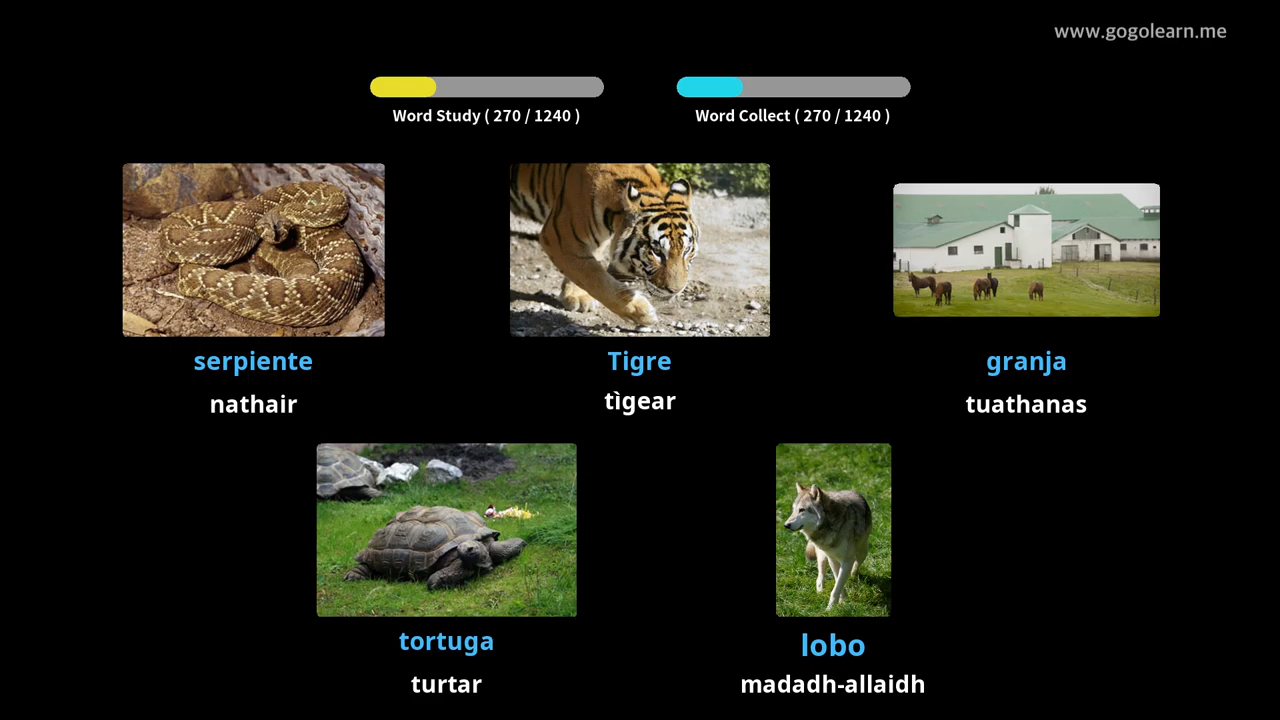 www.gogolearn.me
Word Study ( 270 / 1240 )
Word Collect ( 270 / 1240 )
serpiente
Tigre
granja
nathair
tìgear
tuathanas
tortuga
lobo
turtar
madadh-allaidh